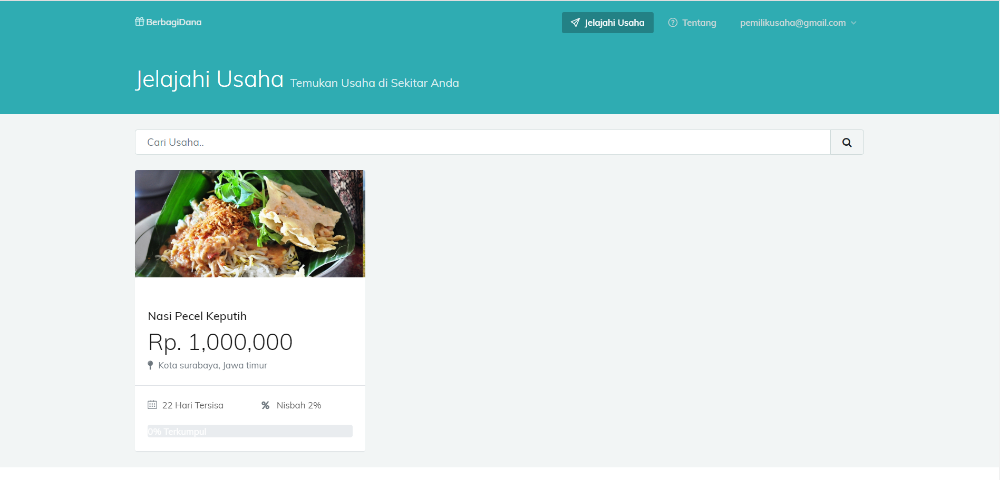 BerbagiDana
Jelajahi Usaha
Tentang
pemilikusaha@gmail.com
Jelajahi Usaha Temukan Usaha di Sekitar Anda
Cari Usaha..
Nasi Pecel Keputih
Rp. 1,000,000
Kota surabaya, Jawa timur
22 Hari Tersisa
Nisbah 2%
0% Terkumpul